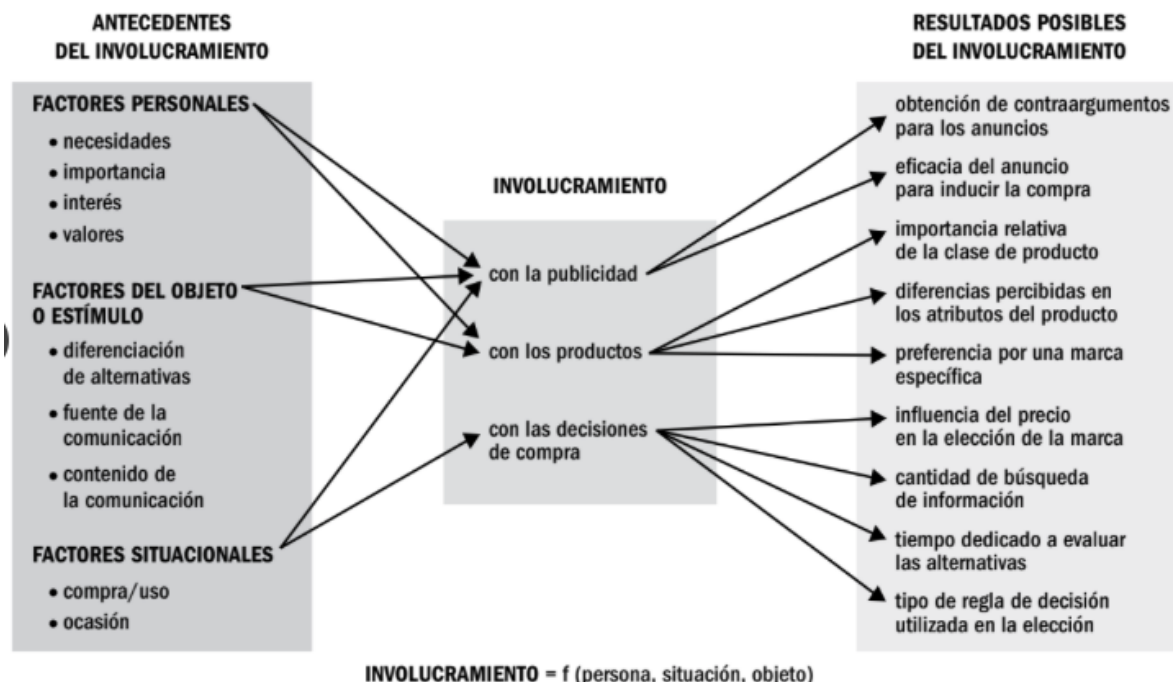 ANTECEDENTES
DEL INVOLUCRAMIENTO
FACTORES PERSONALES
• necesidades
• importancia
• interés
• valores
FACTORES DEL OBJETO
O ESTÍMULO
• diferenciación
de alternativas
• fuente de la
comunicación
• contenido de
la comunicación
FACTORES SITUACIONALES
• compra/uso
• ocasión
INVOLUCRAMIENTO
con la publicidad
con los productos
con las decisiones
de compra
RESULTADOS POSIBLES
DEL INVOLUCRAMIENTO
obtención de contraargumentos
para los anuncios
eficacia del anuncio
para inducir la compra
importancia relativa
de la clase de producto
diferencias percibidas en
los atributos del producto
preferencia por una marca
específica
influencia del precio
en la elección de la marca
cantidad de búsqueda
de información
tiempo dedicado a evaluar
las alternativas
tipo de regla de decisión
utilizada en la elección
INVOLUCRAMIENTO = f (persona, situación, objeto)